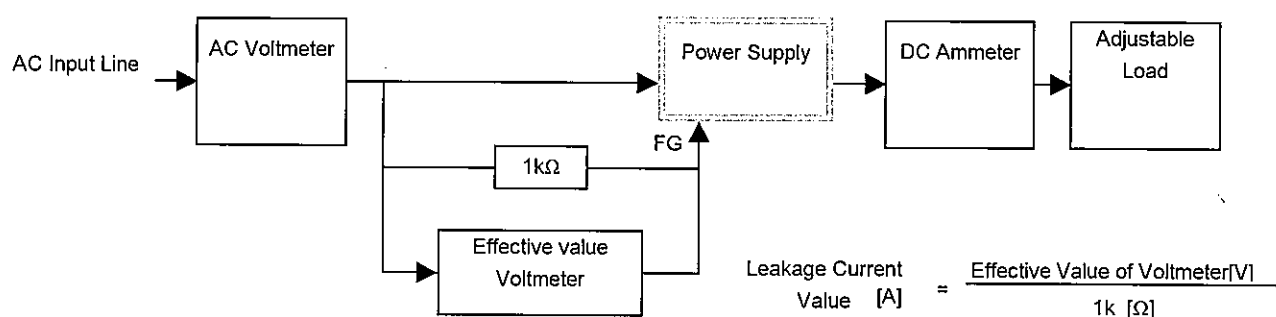 AC Input Line
AC Voltmeter
Power Supply
DC Ammeter
Adjustable
Load
FG
1kΩ
Effective value
Voltmeter
Leakage Current
Value [A]
=
Effective Value of Voltmeter[V]
1k [Ω]